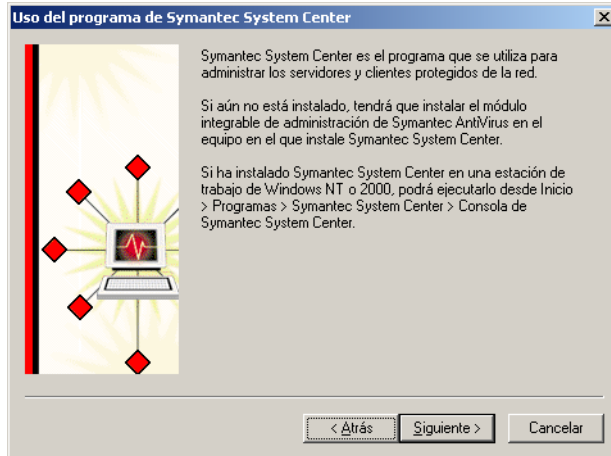 Uso del programa de Symantec System Center
Symantec System Center es el programa que se utiliza para
administrar los servidores y clientes protegidos de la red.
Si aún no está instalado, tendrá que instalar el módulo
integrable de administración de Symantec AntiVirus en el
equipo en el que instale Symantec System Center.
Si ha instalado Symantec System Center en una estación de
trabajo de Windows NT o 2000, podrá ejecutarlo desde Inicio
> Programas > Symantec System Center > Consola de
Symantec System Center.
< Atrás
Siguiente >
Cancelar